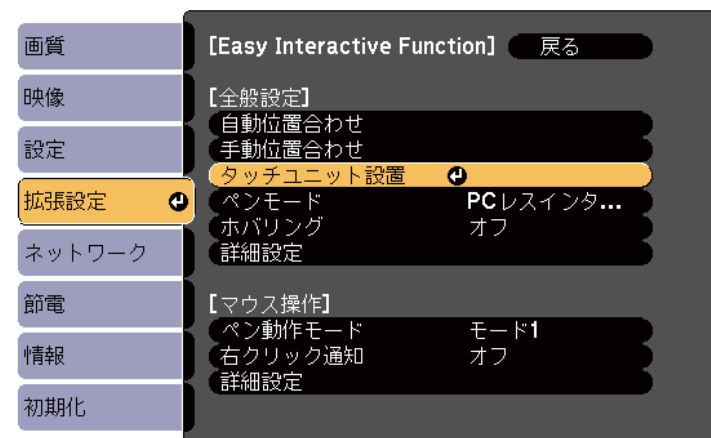 画質
映像
設定
拡張設定
ネットワーク
節電
情報
初期化
[Easy Interactive Function] 戻る
[全般設定]
自動位置合わせ
手動位置合わせ
タッチユニット設置
ペンモード PCレスインタ...
ホバリング オフ
詳細設定
[マウス操作]
ペン動作モード モード1
右クリック通知 オフ
詳細設定